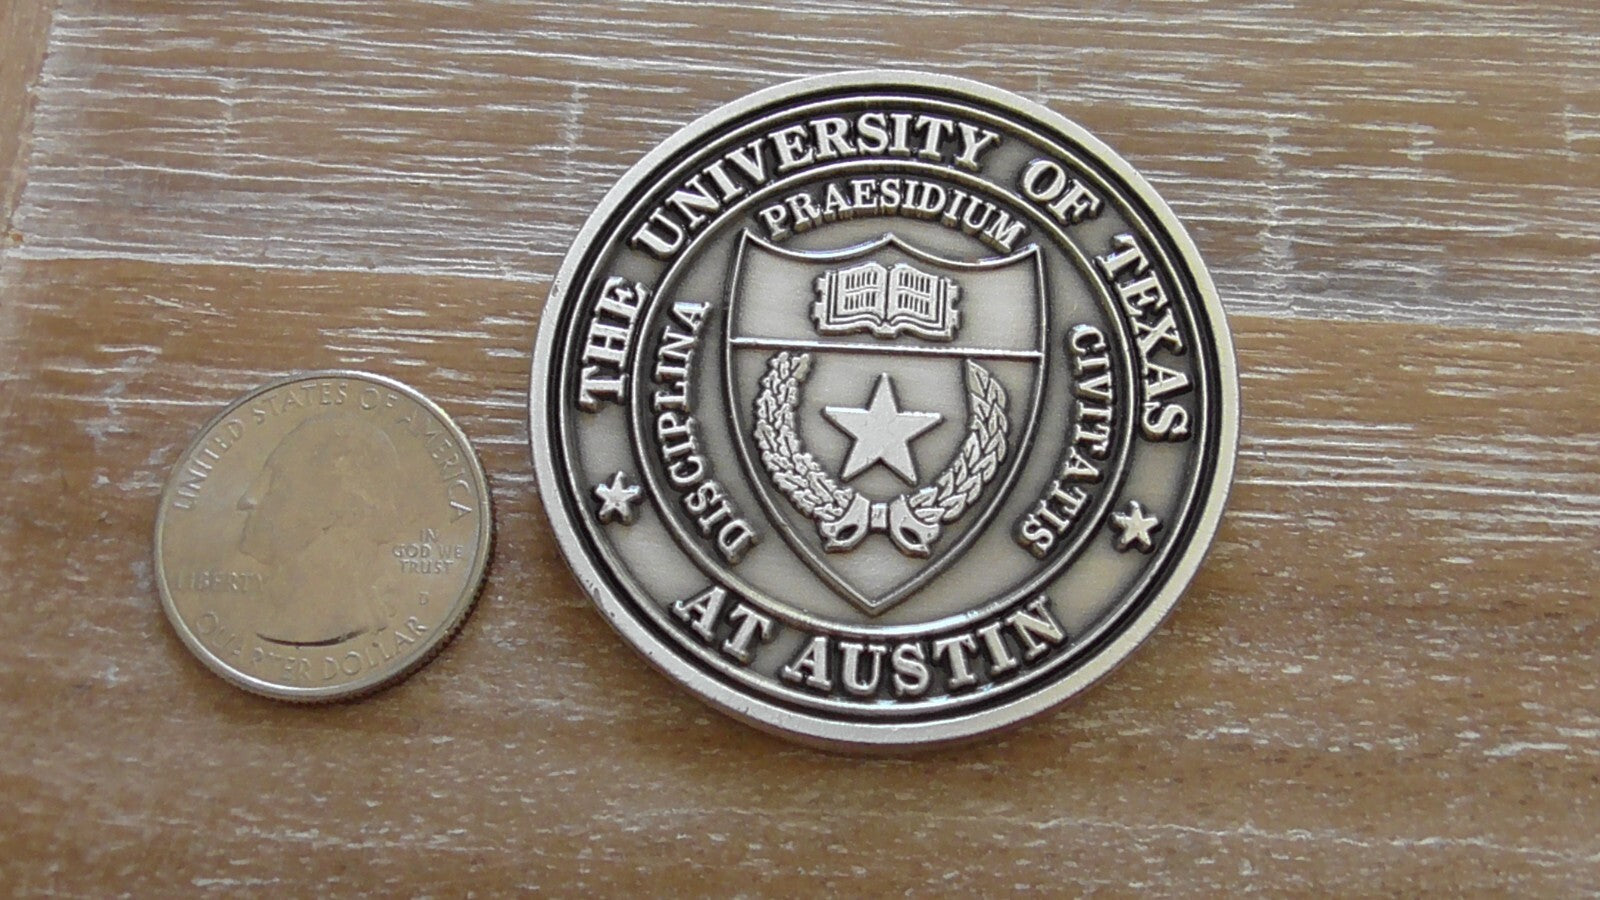 UNITED STATES OF AMERICA
LIBERTY
IN
GOD WE
TRUST
D
QUARTER DOLLAR
THE UNIVERSITY OF TEXAS
AT AUSTIN
DISCIPLINA PRAESIDIUM CIVITATIS